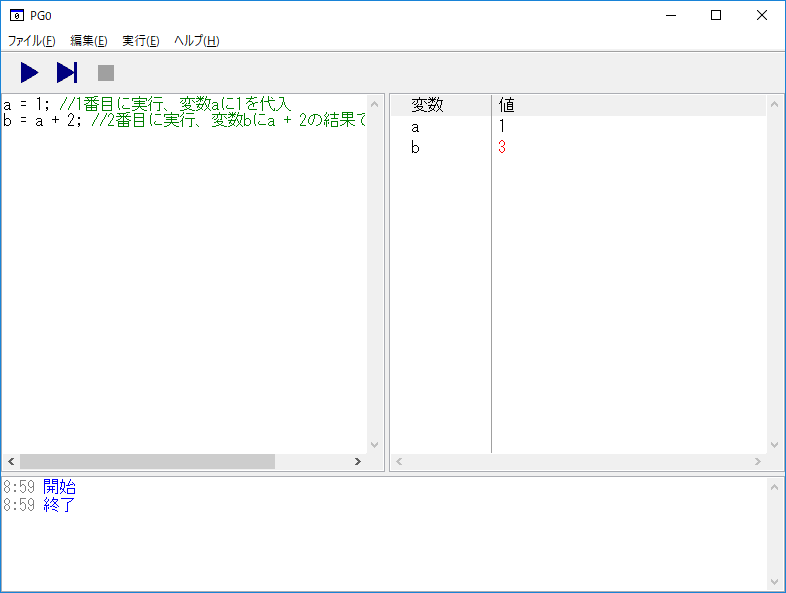 PG0
ファイル(F) 編集(E) 実行(E) ヘルプ(H)
a = 1; //1番目に実行、変数aに1を代入
b = a + 2; //2番目に実行、変数bにa + 2の結果で
変数 値
a 1
b 3
8:59 開始
8:59 終了